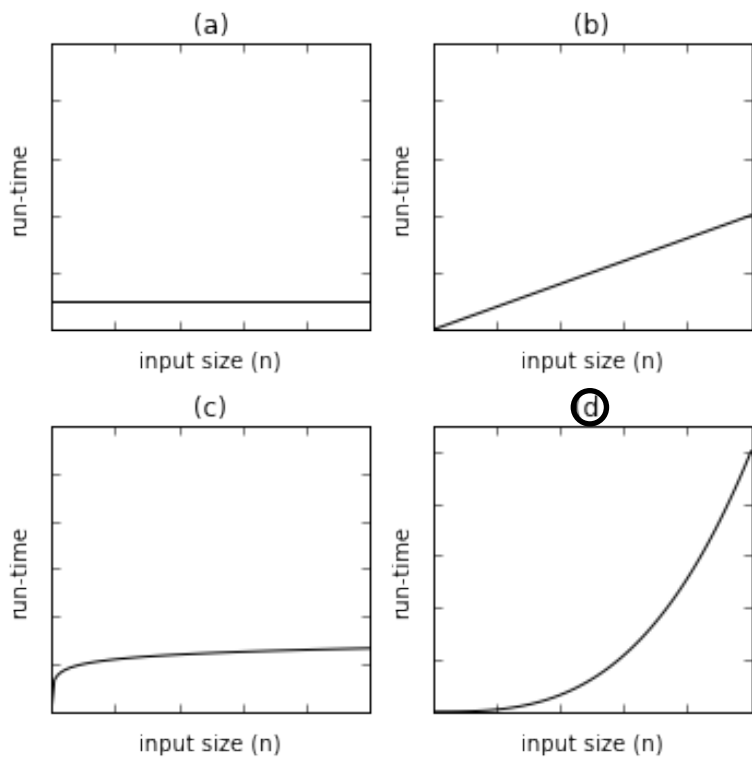 (a)
run-time
input size (n)
(b)
run-time
input size (n)
(c)
run-time
input size (n)
(d)
run-time
input size (n)